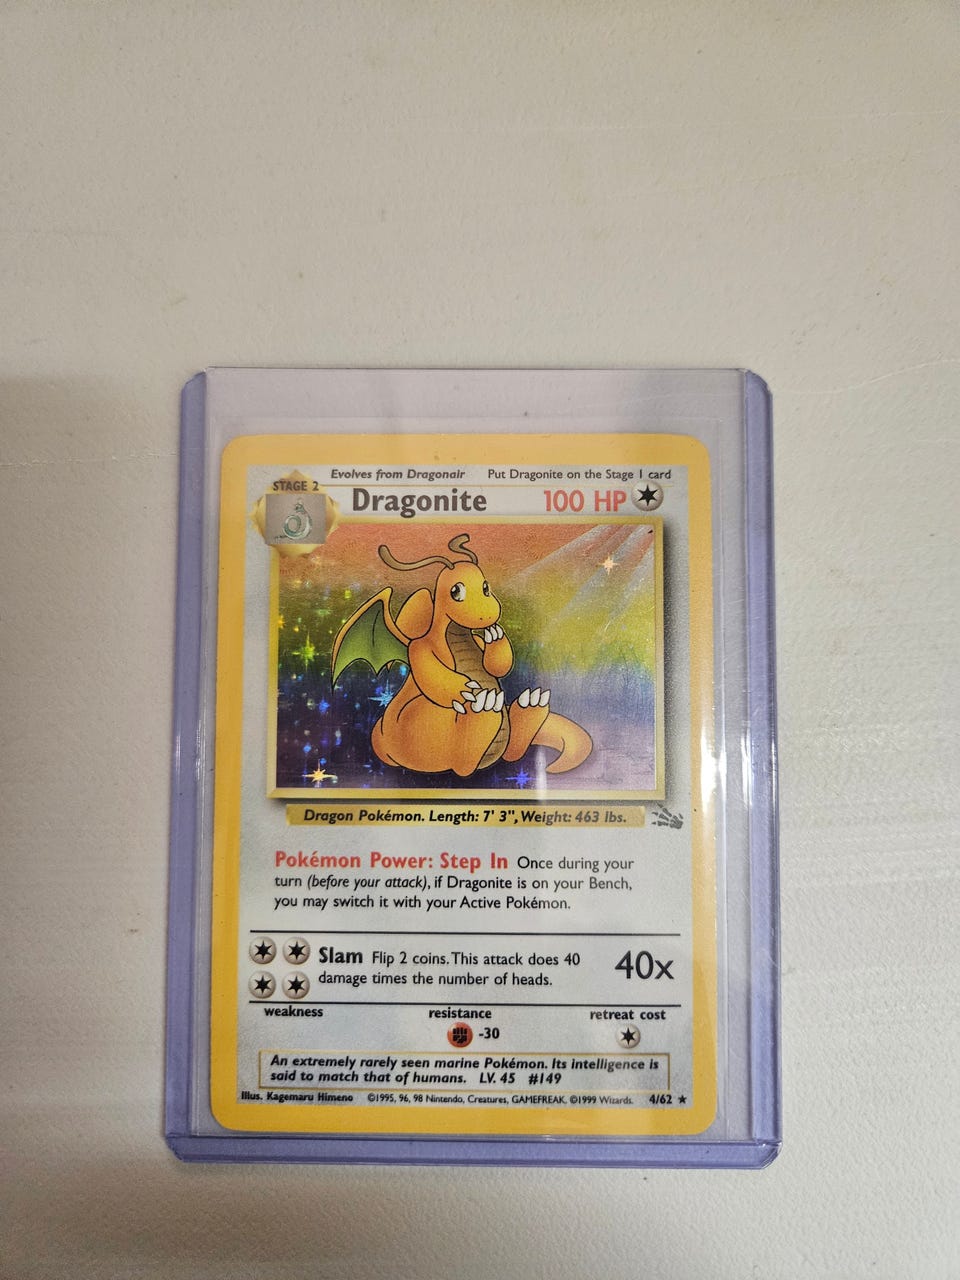 Evolves from Dragonair Put Dragonite on the Stage 1 card
STAGE 2
Dragonite 100 HP
Dragon Pokémon. Length: 7' 3", Weight: 463 lbs.
Pokémon Power: Step In Once during your
turn (before your attack), if Dragonite is on your Bench,
you may switch it with your Active Pokémon.
Slam Flip 2 coins. This attack does 40
damage times the number of heads.
40x
weakness resistance retreat cost
-30
An extremely rarely seen marine Pokémon. Its intelligence is
said to match that of humans. LV. 45 #149
Illus. Kagemaru Himeno ©1995, 96, 98 Nintendo, Creatures, GAMEFREAK. ©1999 Wizards. 4/62 ★